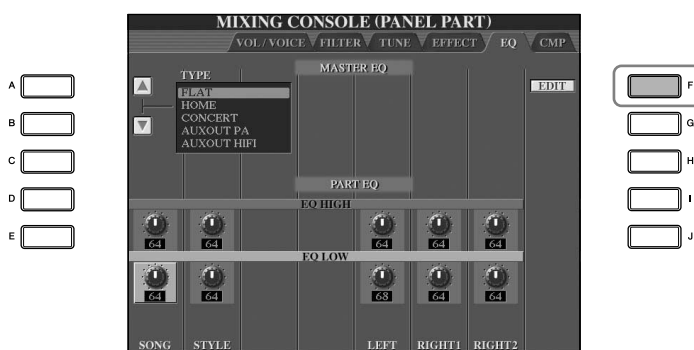 MIXING CONSOLE (PANEL PART)
VOL / VOICE FILTER TUNE EFFECT EQ CMP
TYPE
MASTER EQ
EDIT
FLAT
HOME
CONCERT
AUXOUT PA
AUXOUT HIFI
A
B
C
D
E
F
G
H
I
J
PART EQ
EQ HIGH
64 64 64 64 64
EQ LOW
64 64 68 64 64
SONG STYLE LEFT RIGHT1 RIGHT2